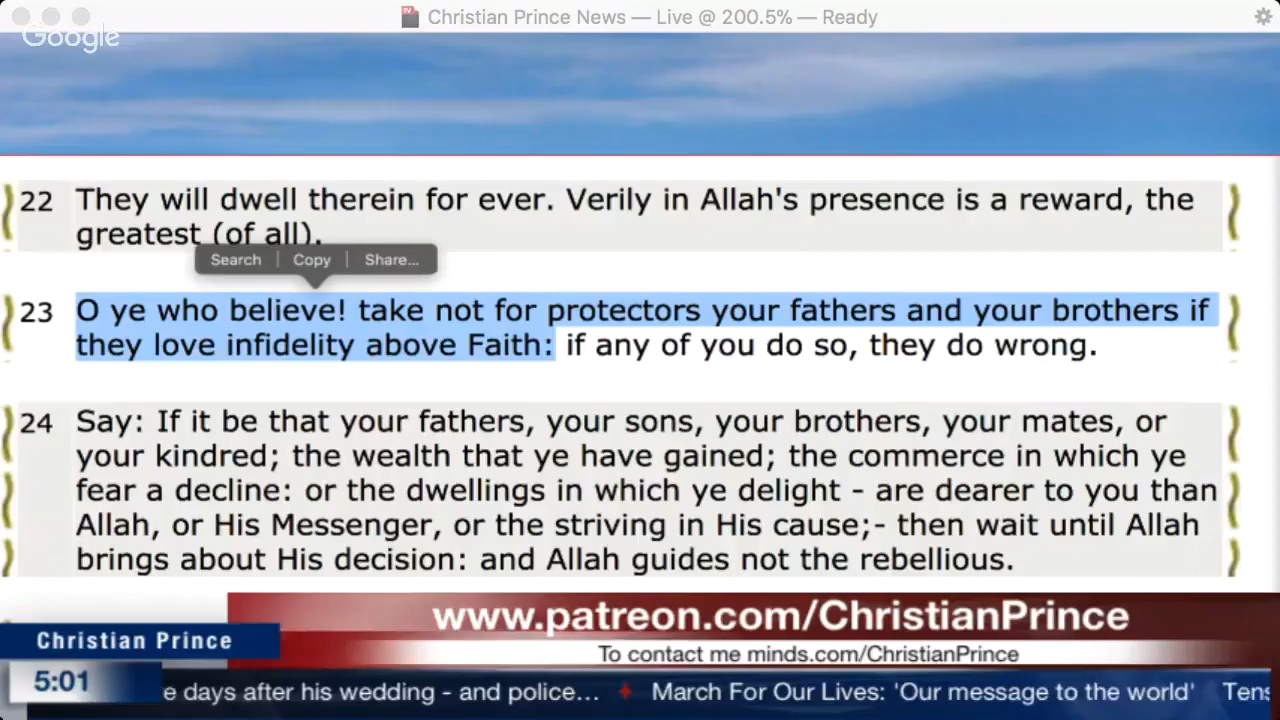 Christian Prince News — Live @ 200.5% — Ready
Google
22 They will dwell therein for ever. Verily in Allah's presence is a reward, the
greatest (of all).
Search Copy Share...
23 O ye who believe! take not for protectors your fathers and your brothers if
they love infidelity above Faith: if any of you do so, they do wrong.
24 Say: If it be that your fathers, your sons, your brothers, your mates, or
your kindred; the wealth that ye have gained; the commerce in which ye
fear a decline: or the dwellings in which ye delight - are dearer to you than
Allah, or His Messenger, or the striving in His cause;- then wait until Allah
brings about His decision: and Allah guides not the rebellious.
www.patreon.com/ChristianPrince
Christian Prince
To contact me minds.com/ChristianPrince
5:01
e days after his wedding - and police... March For Our Lives: 'Our message to the world' Tens